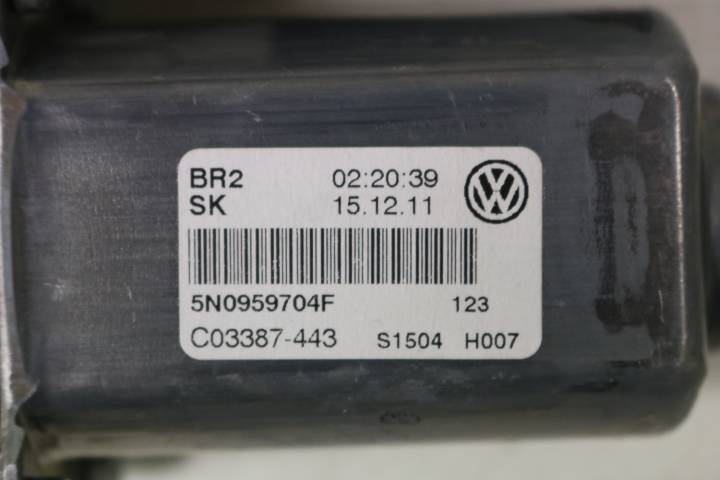 BR2 02:20:39
SK 15.12.11
5N0959704F 123
C03387-443 S1504 H007